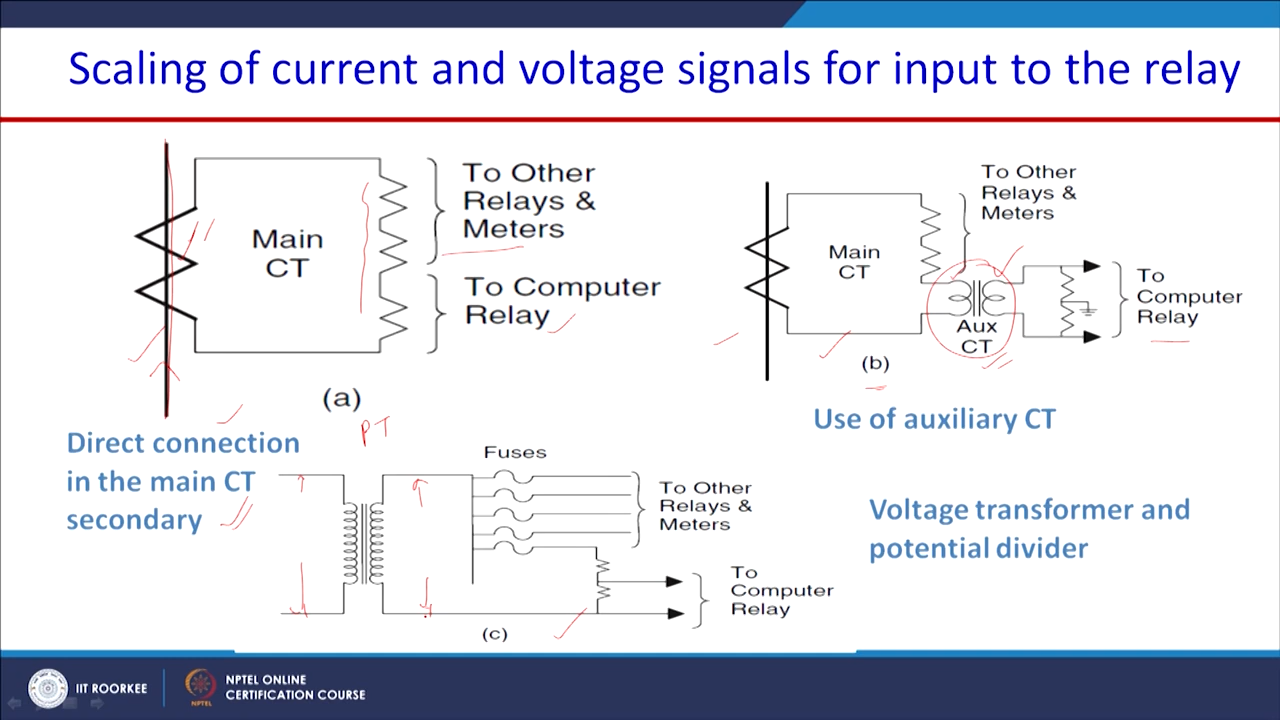 Scaling of current and voltage signals for input to the relay
Main
CT
To Other
Relays &
Meters
To Computer
Relay
(a)
Direct connection
in the main CT
secondary
Main
CT
To Other
Relays &
Meters
Aux
CT
To
Computer
Relay
(b)
Use of auxiliary CT
PT
Fuses
To Other
Relays &
Meters
To
Computer
Relay
(c)
Voltage transformer and
potential divider
IIT ROORKEE
NPTEL
NPTEL ONLINE
CERTIFICATION COURSE